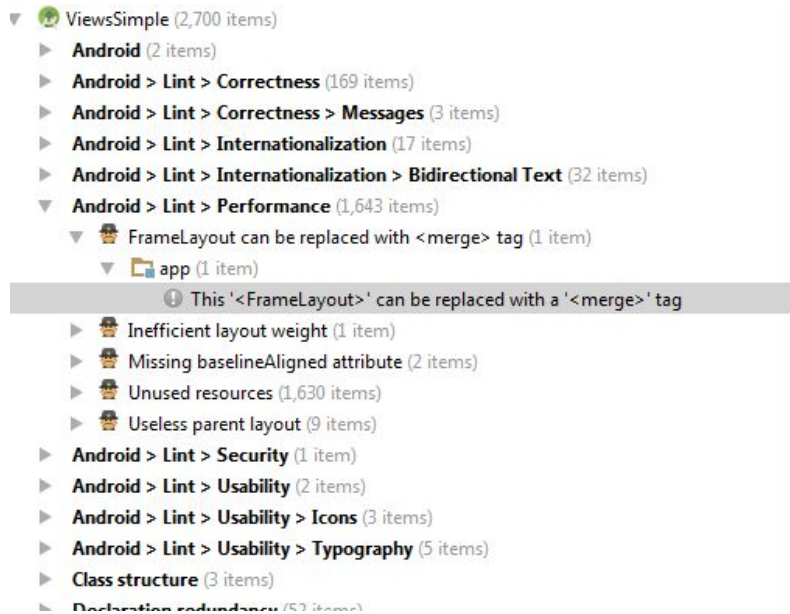 ViewsSimple (2,700 items)
Android (2 items)
Android > Lint > Correctness (169 items)
Android > Lint > Correctness > Messages (3 items)
Android > Lint > Internationalization (17 items)
Android > Lint > Internationalization > Bidirectional Text (32 items)
Android > Lint > Performance (1,643 items)
FrameLayout can be replaced with <merge> tag (1 item)
app (1 item)
This '<FrameLayout>' can be replaced with a '<merge>' tag
Inefficient layout weight (1 item)
Missing baselineAligned attribute (2 items)
Unused resources (1,630 items)
Useless parent layout (9 items)
Android > Lint > Security (1 item)
Android > Lint > Usability (2 items)
Android > Lint > Usability > Icons (3 items)
Android > Lint > Usability > Typography (5 items)
Class structure (3 items)
Declaration redundancy (52 items)